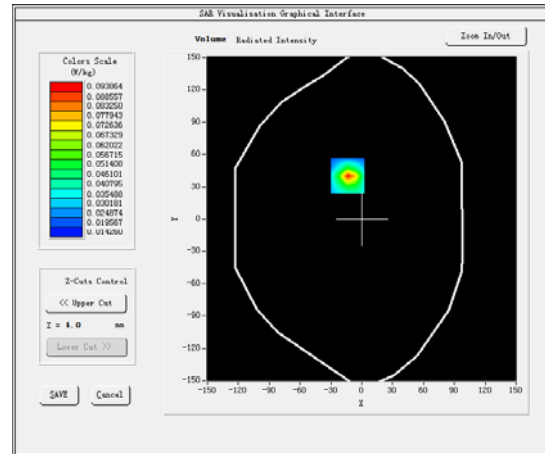 SAR Visualisation Graphical Interface
Volume Radiated Intensity
Zoom In/Out
Colors Scale
(W/kg)
0.093864
0.088557
0.083250
0.077943
0.072636
0.067329
0.062022
0.056715
0.051408
0.046101
0.040795
0.035488
0.030181
0.024874
0.019567
0.014260
150
120
90
60
30
0
-30
-60
-90
-120
-150
Y
-150 -120 -90 -60 -30 0 30 60 90 120 150
X
Z-Cuts Control
<< Upper Cut
Z = 4.0 mm
Lower Cut >>
SAVE Cancel